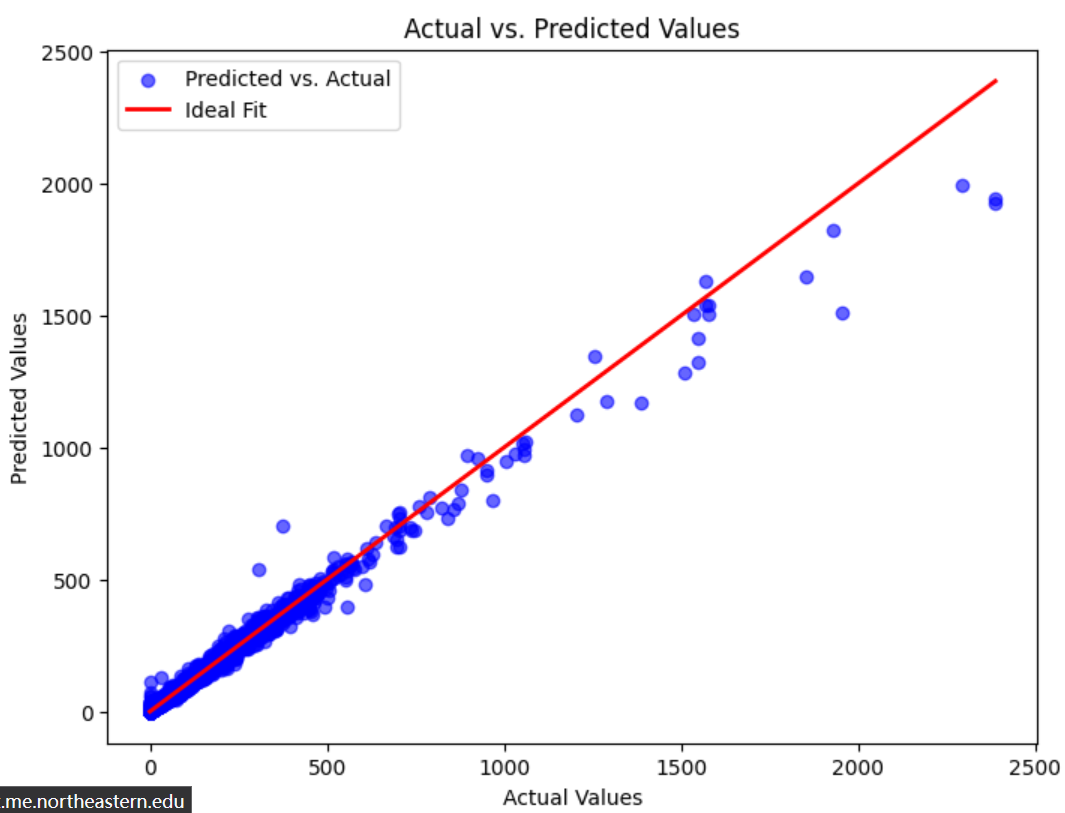 Actual vs. Predicted Values
2500
2000
1500
1000
500
0
Predicted Values
Predicted vs. Actual
Ideal Fit
0 500 1000 1500 2000 2500
Actual Values
.me.northeastern.edu